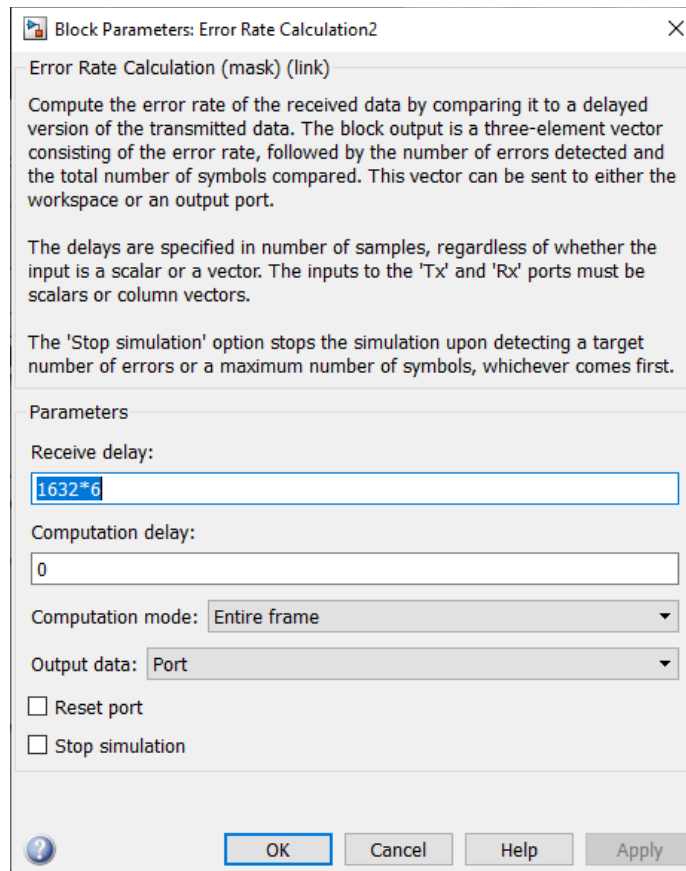 Block Parameters: Error Rate Calculation2
Error Rate Calculation (mask) (link)
Compute the error rate of the received data by comparing it to a delayed
version of the transmitted data. The block output is a three-element vector
consisting of the error rate, followed by the number of errors detected and
the total number of symbols compared. This vector can be sent to either the
workspace or an output port.
The delays are specified in number of samples, regardless of whether the
input is a scalar or a vector. The inputs to the 'Tx' and 'Rx' ports must be
scalars or column vectors.
The 'Stop simulation' option stops the simulation upon detecting a target
number of errors or a maximum number of symbols, whichever comes first.
Parameters
Receive delay:
1632*6
Computation delay:
0
Computation mode: Entire frame
Output data: Port
Reset port
Stop simulation
? OK Cancel Help Apply